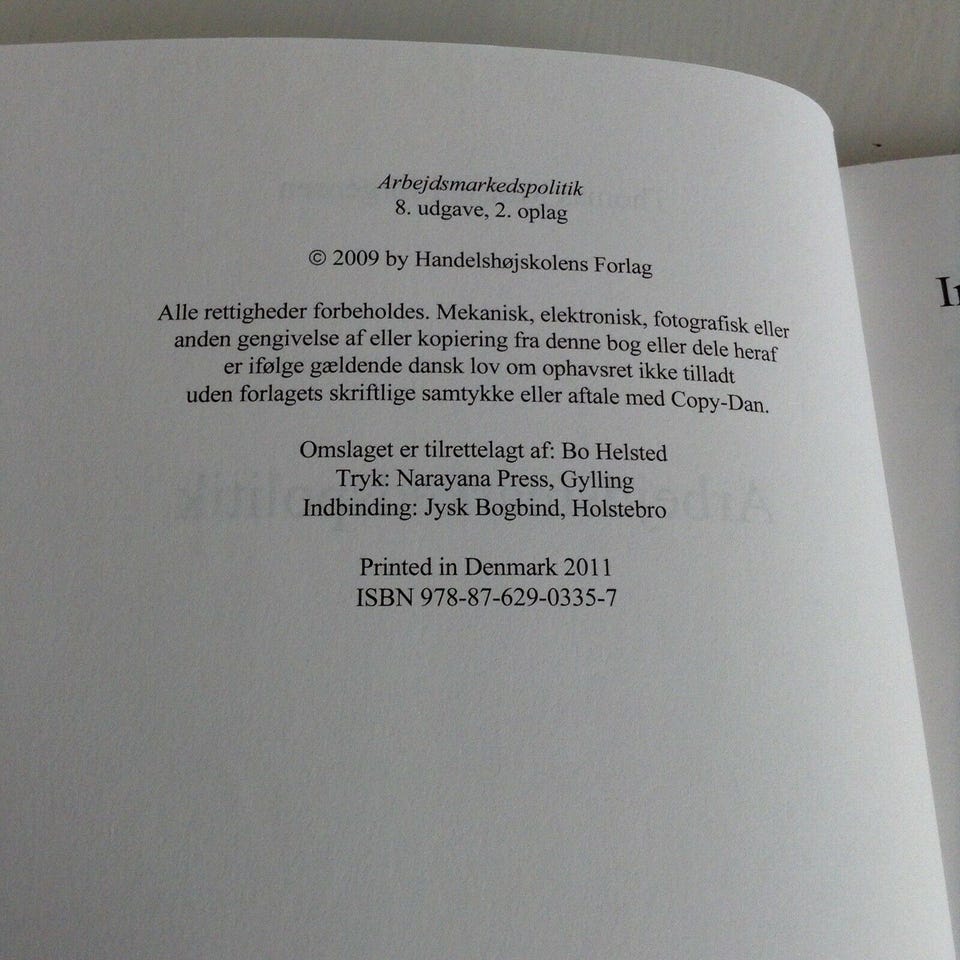 Arbejdsmarkedspolitik
8. udgave, 2. oplag
© 2009 by Handelshøjskolens Forlag
Alle rettigheder forbeholdes. Mekanisk, elektronisk, fotografisk eller
anden gengivelse af eller kopiering fra denne bog eller dele heraf
er ifølge gældende dansk lov om ophavsret ikke tilladt
uden forlagets skriftlige samtykke eller aftale med Copy-Dan.
Omslaget er tilrettelagt af: Bo Helsted
Tryk: Narayana Press, Gylling
Indbinding: Jysk Bogbind, Holstebro
Printed in Denmark 2011
ISBN 978-87-629-0335-7